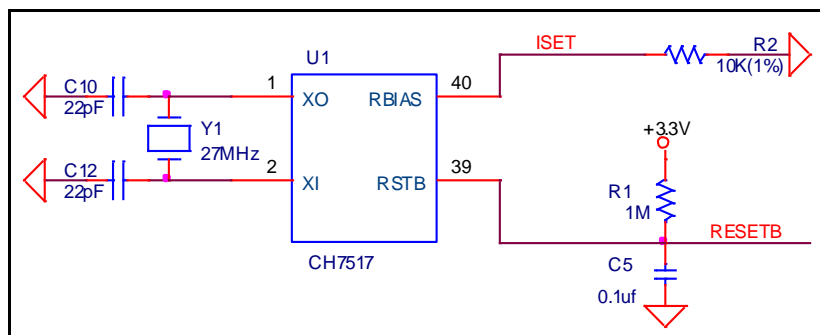 U1
ISET
R2
10K(1%)
C10
22pF
1
XO
RBIAS
40
Y1
27MHz
+3.3V
C12
22pF
2
XI
RSTB
39
R1
1M
RESETB
CH7517
C5
0.1uf